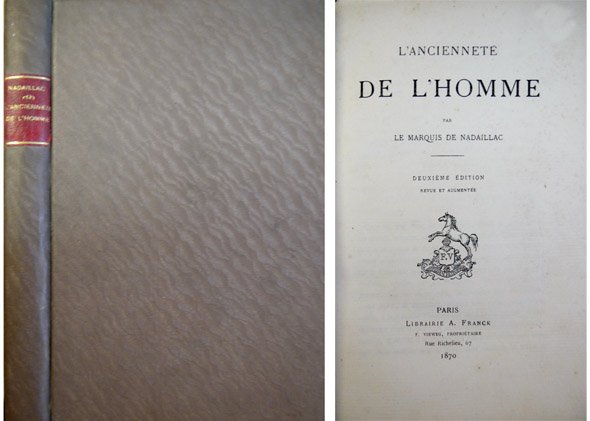 NADAILLAC
L'ANCIENNETÉ
DE L'HOMME
L'ANCIENNETÉ
DE L'HOMME
PAR
LE MARQUIS DE NADAILLAC
DEUXIÈME ÉDITION
REVUE ET AUGMENTÉE
F.V
PARIS
LIBRAIRIE A. FRANCK
F. VIEWEG, PROPRIÉTAIRE
Rue Richelieu, 67
1870